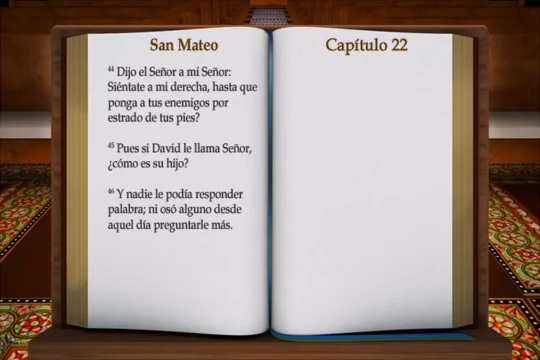 San Mateo
Capítulo 22
44 Dijo el Señor a mi Señor:
Siéntate a mi derecha, hasta que
ponga a tus enemigos por
estrado de tus pies?
45 Pues si David le llama Señor,
¿cómo es su hijo?
46 Y nadie le podía responder
palabra; ni osó alguno desde
aquel día preguntarle más.